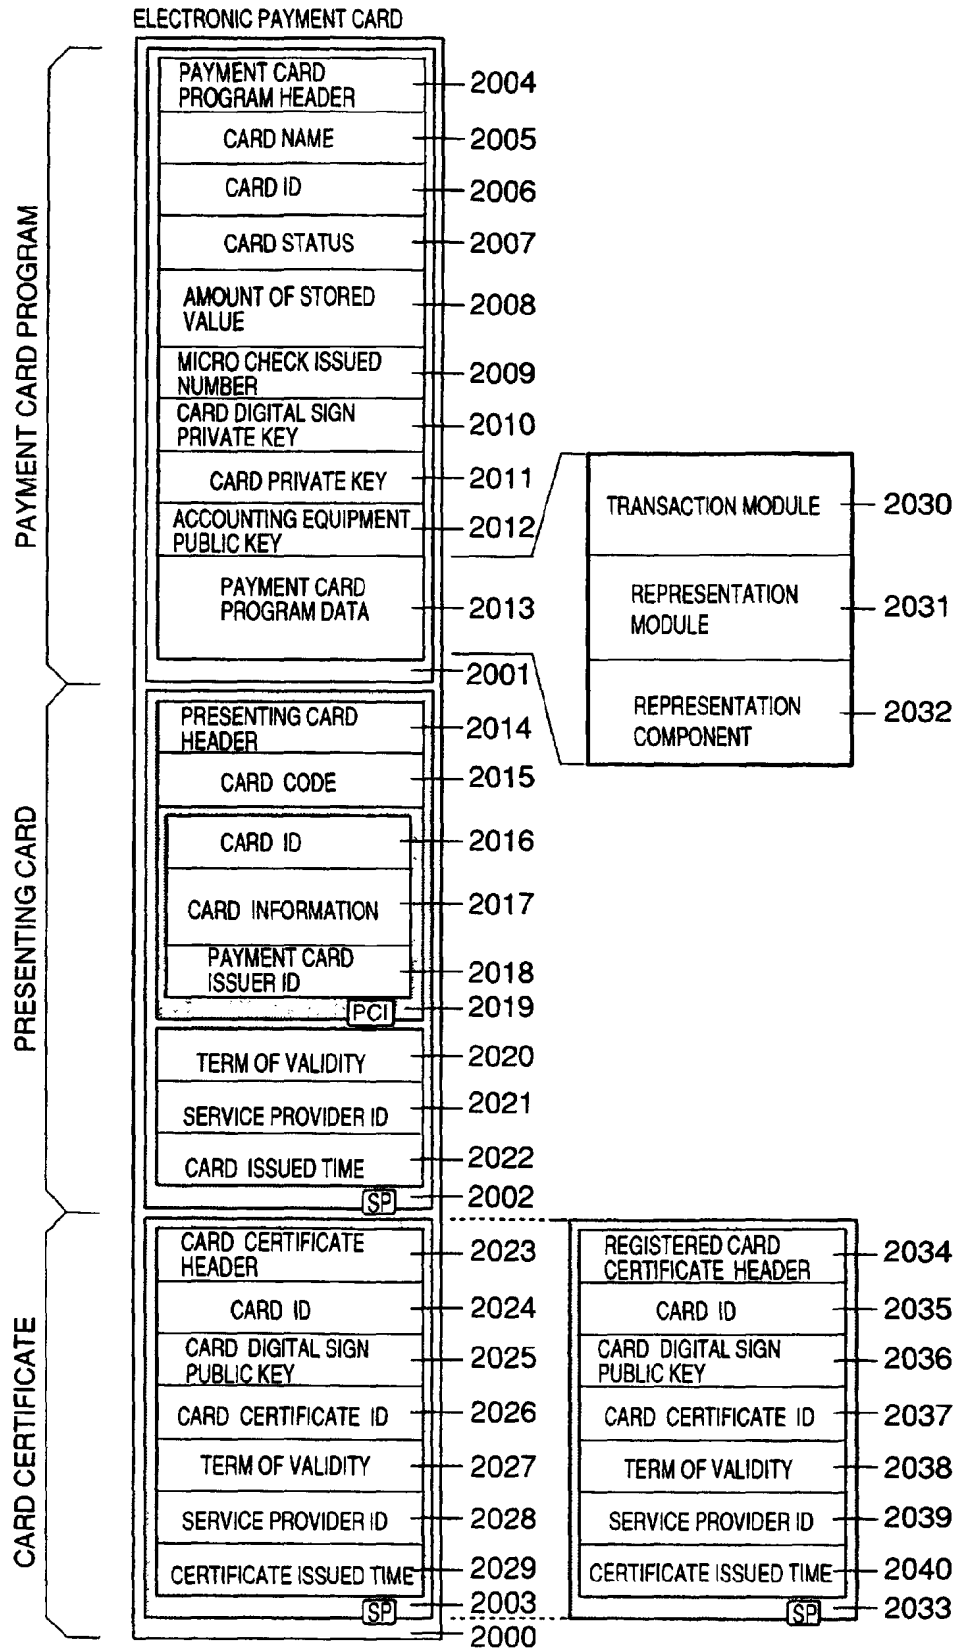 ELECTRONIC PAYMENT CARD
PAYMENT CARD PROGRAM
PAYMENT CARD
PROGRAM HEADER
2004
CARD NAME
2005
CARD ID
2006
CARD STATUS
2007
AMOUNT OF STORED
VALUE
2008
MICRO CHECK ISSUED
NUMBER
2009
CARD DIGITAL SIGN
PRIVATE KEY
2010
CARD PRIVATE KEY
2011
ACCOUNTING EQUIPMENT
PUBLIC KEY
2012
PAYMENT CARD
PROGRAM DATA
2013
2001
TRANSACTION MODULE
2030
REPRESENTATION
MODULE
2031
REPRESENTATION
COMPONENT
2032
PRESENTING CARD
PRESENTING CARD
HEADER
2014
CARD CODE
2015
CARD ID
2016
CARD INFORMATION
2017
PAYMENT CARD
ISSUER ID
2018
PCI
2019
TERM OF VALIDITY
2020
SERVICE PROVIDER ID
2021
CARD ISSUED TIME
2022
SP
2002
CARD CERTIFICATE
CARD CERTIFICATE
HEADER
2023
CARD ID
2024
CARD DIGITAL SIGN
PUBLIC KEY
2025
CARD CERTIFICATE ID
2026
TERM OF VALIDITY
2027
SERVICE PROVIDER ID
2028
CERTIFICATE ISSUED TIME
2029
SP
2003
2000
REGISTERED CARD
CERTIFICATE HEADER
2034
CARD ID
2035
CARD DIGITAL SIGN
PUBLIC KEY
2036
CARD CERTIFICATE ID
2037
TERM OF VALIDITY
2038
SERVICE PROVIDER ID
2039
CERTIFICATE ISSUED TIME
2040
SP
2033